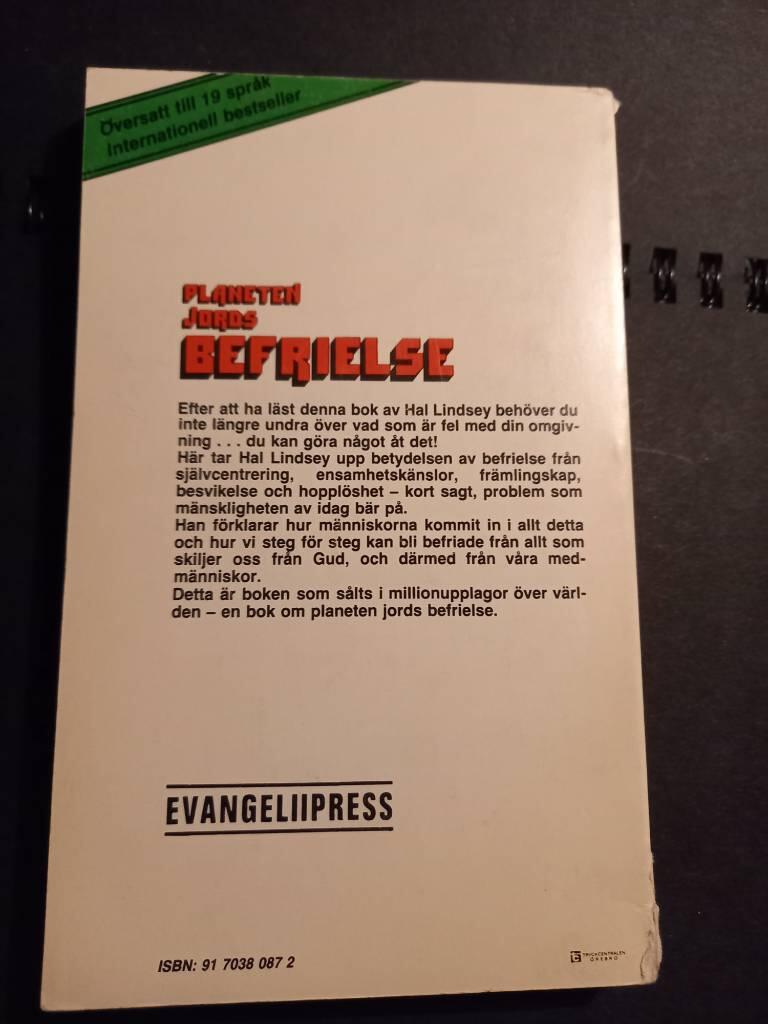 Översatt till 19 språk
Internationell bestseller
PLANETEN
JORDS
BEFRIELSE
Efter att ha läst denna bok av Hal Lindsey behöver du
inte längre undra över vad som är fel med din omgiv-
ning . . . du kan göra något åt det!
Här tar Hal Lindsey upp betydelsen av befrielse från
självcentrering, ensamhetskänslor, främlingskap,
besvikelse och hopplöshet – kort sagt, problem som
mänskligheten av idag bär på.
Han förklarar hur människorna kommit in i allt detta
och hur vi steg för steg kan bli befriade från allt som
skiljer oss från Gud, och därmed från våra med-
människor.
Detta är boken som sålts i millionupplagor över värl-
den – en bok om planeten jords befrielse.
EVANGELIIPRESS
ISBN: 91 7038 087 2
TRYCKCENTRALEN
ÖREBRO